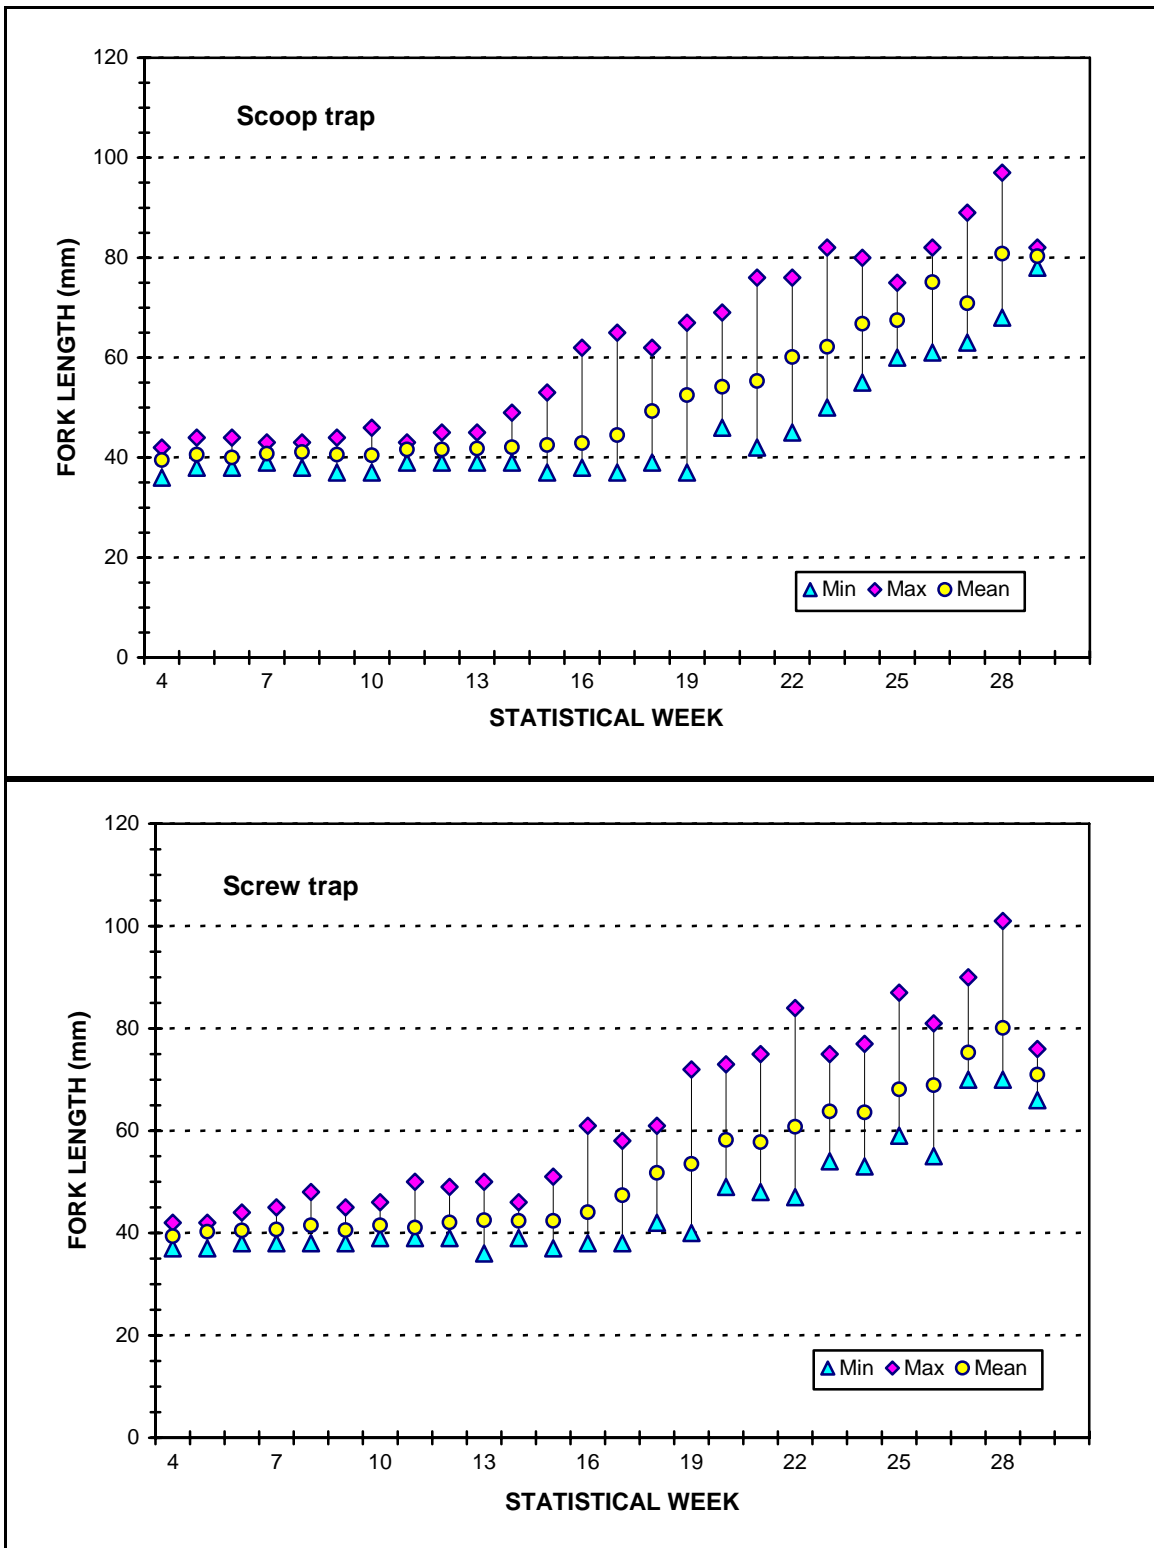 120
Scoop trap
100
80
60
40
20
0
FORK LENGTH (mm)
Min Max Mean
4 7 10 13 16 19 22 25 28
STATISTICAL WEEK
120
Screw trap
100
80
60
40
20
0
FORK LENGTH (mm)
Min Max Mean
4 7 10 13 16 19 22 25 28
STATISTICAL WEEK